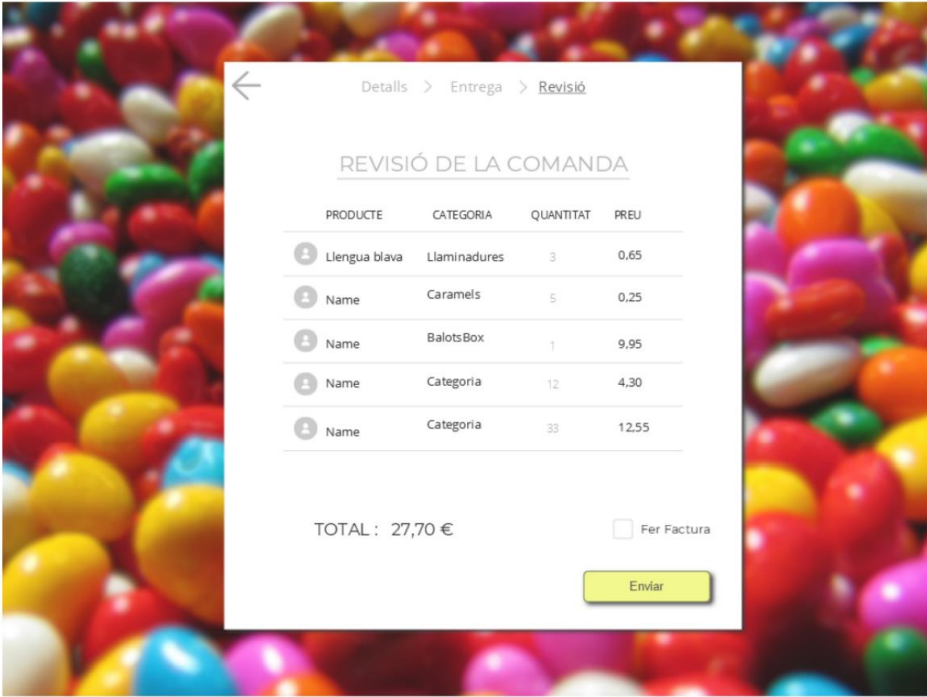 Detalls > Entrega > Revisió
REVISIÓ DE LA COMANDA
PRODUCTE CATEGORIA QUANTITAT PREU
Llengua blava Llaminadures 3 0,65
Name Caramels 5 0,25
Name BalotsBox 1 9,95
Name Categoria 12 4,30
Name Categoria 33 12,55
TOTAL : 27,70 € Fer Factura
Enviar